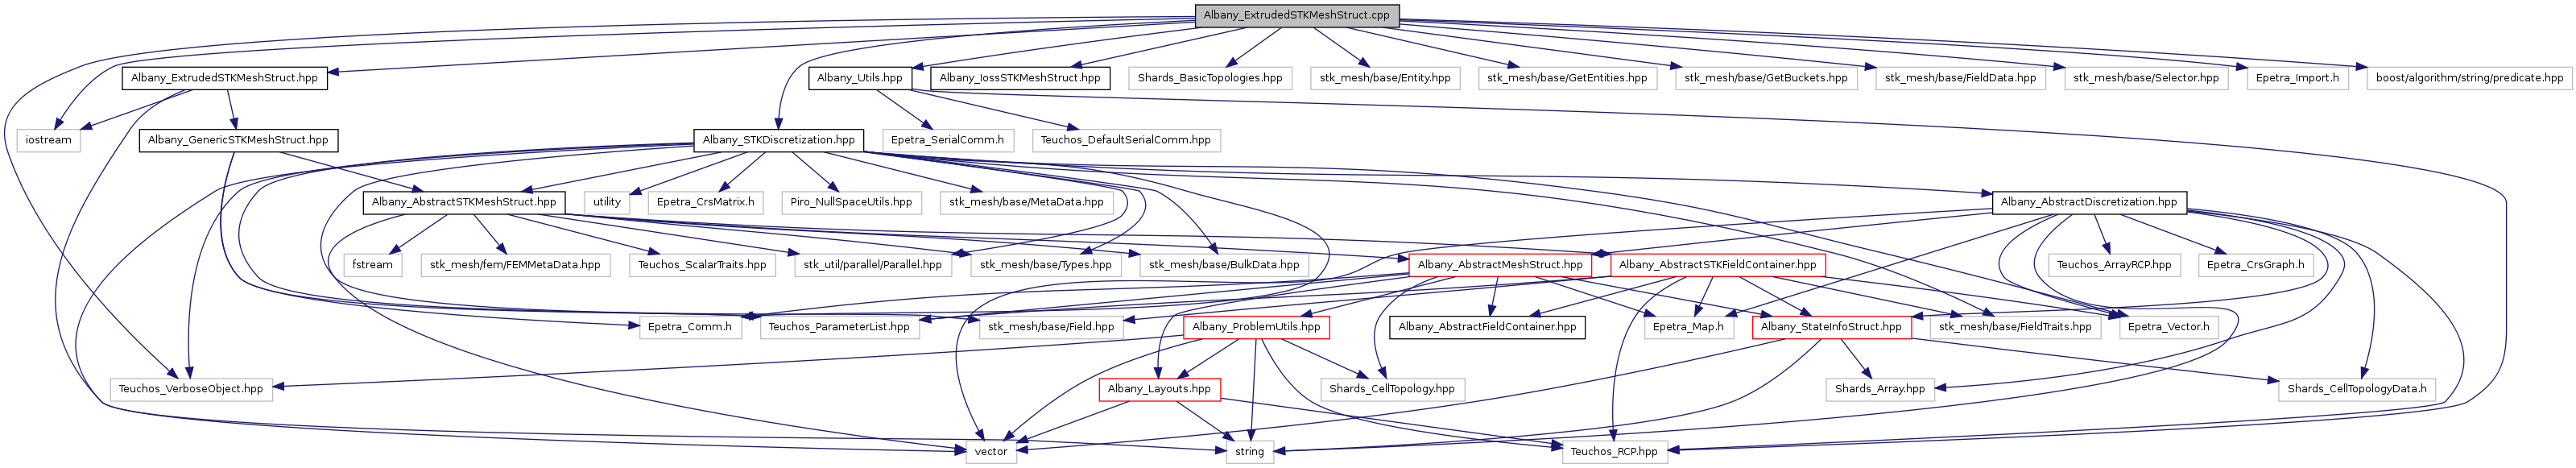 Albany_ExtrudedSTKMeshStruct.cpp
Albany_ExtrudedSTKMeshStruct.hpp
Albany_Utils.hpp
Albany_IossSTKMeshStruct.hpp
Shards_BasicTopologies.hpp
stk_mesh/base/Entity.hpp
stk_mesh/base/GetEntities.hpp
stk_mesh/base/GetBuckets.hpp
stk_mesh/base/FieldData.hpp
stk_mesh/base/Selector.hpp
Epetra_Import.h
boost/algorithm/string/predicate.hpp
iostream
Albany_GenericSTKMeshStruct.hpp
Albany_STKDiscretization.hpp
Epetra_SerialComm.h
Teuchos_DefaultSerialComm.hpp
Albany_AbstractSTKMeshStruct.hpp
utility
Epetra_CrsMatrix.h
Piro_NullSpaceUtils.hpp
stk_mesh/base/MetaData.hpp
Albany_AbstractDiscretization.hpp
fstream
stk_mesh/fem/FEMMetaData.hpp
Teuchos_ScalarTraits.hpp
stk_util/parallel/Parallel.hpp
stk_mesh/base/Types.hpp
stk_mesh/base/BulkData.hpp
Albany_AbstractMeshStruct.hpp
Albany_AbstractSTKFieldContainer.hpp
Teuchos_ArrayRCP.hpp
Epetra_CrsGraph.h
Epetra_Comm.h
Teuchos_ParameterList.hpp
stk_mesh/base/Field.hpp
Albany_ProblemUtils.hpp
Albany_AbstractFieldContainer.hpp
Epetra_Map.h
Albany_StateInfoStruct.hpp
stk_mesh/base/FieldTraits.hpp
Epetra_Vector.h
Teuchos_VerboseObject.hpp
Albany_Layouts.hpp
Shards_CellTopology.hpp
Shards_Array.hpp
Shards_CellTopologyData.h
vector
string
Teuchos_RCP.hpp